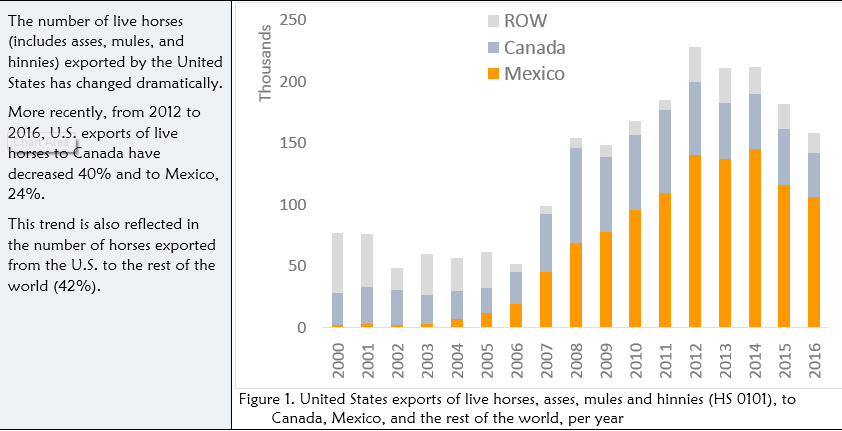 The number of live horses
(includes asses, mules, and
hinnies) exported by the United
States has changed dramatically.
More recently, from 2012 to
2016, U.S. exports of live
Chart Area
horses to Canada have
decreased 40% and to Mexico,
24%.
This trend is also reflected in
the number of horses exported
from the U.S. to the rest of the
world (42%).
Thousands
250
200
150
100
50
0
ROW
Canada
Mexico
2000
2001
2002
2003
2004
2005
2006
2007
2008
2009
2010
2011
2012
2013
2014
2015
2016
Figure 1. United States exports of live horses, asses, mules and hinnies (HS 0101), to
Canada, Mexico, and the rest of the world, per year